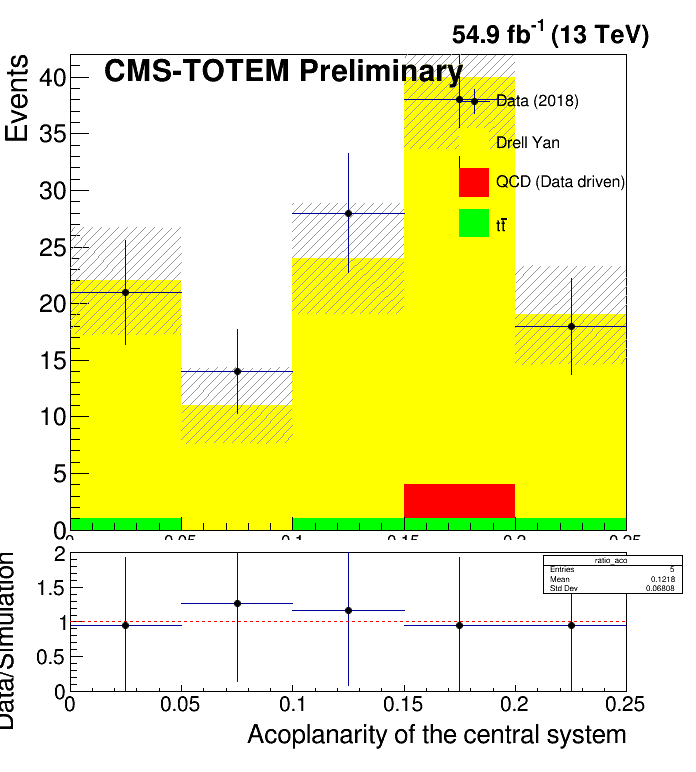 54.9 fb-1 (13 TeV)
CMS-TOTEM Preliminary
Events
40
35
30
25
20
15
10
5
0
Data (2018)
Drell Yan
QCD (Data driven)
tt̄
0 0.05 0.1 0.15 0.2 0.25
Data/Simulation
2
1.5
1
0.5
0
ratio_aco
Entries 5
Mean 0.1218
Std Dev 0.06808
0 0.05 0.1 0.15 0.2 0.25
Acoplanarity of the central system